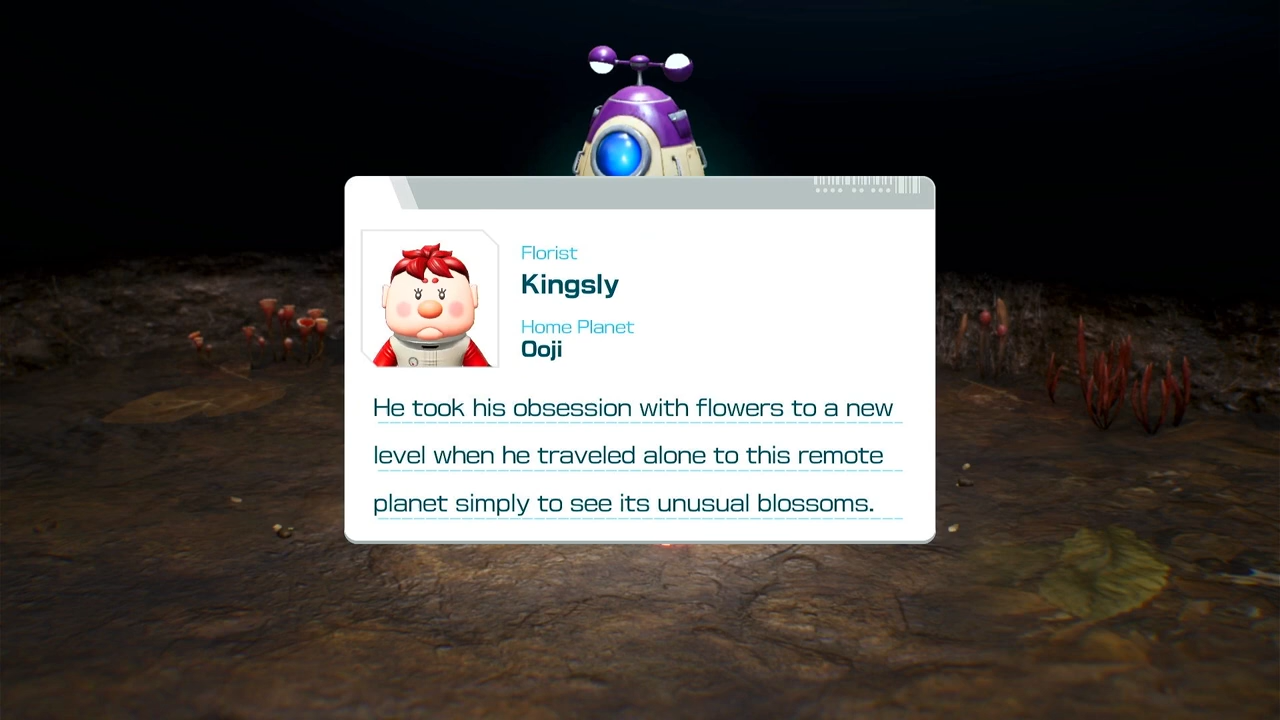 Florist
Kingsly
Home Planet
Ooji
He took his obsession with flowers to a new
level when he traveled alone to this remote
planet simply to see its unusual blossoms.